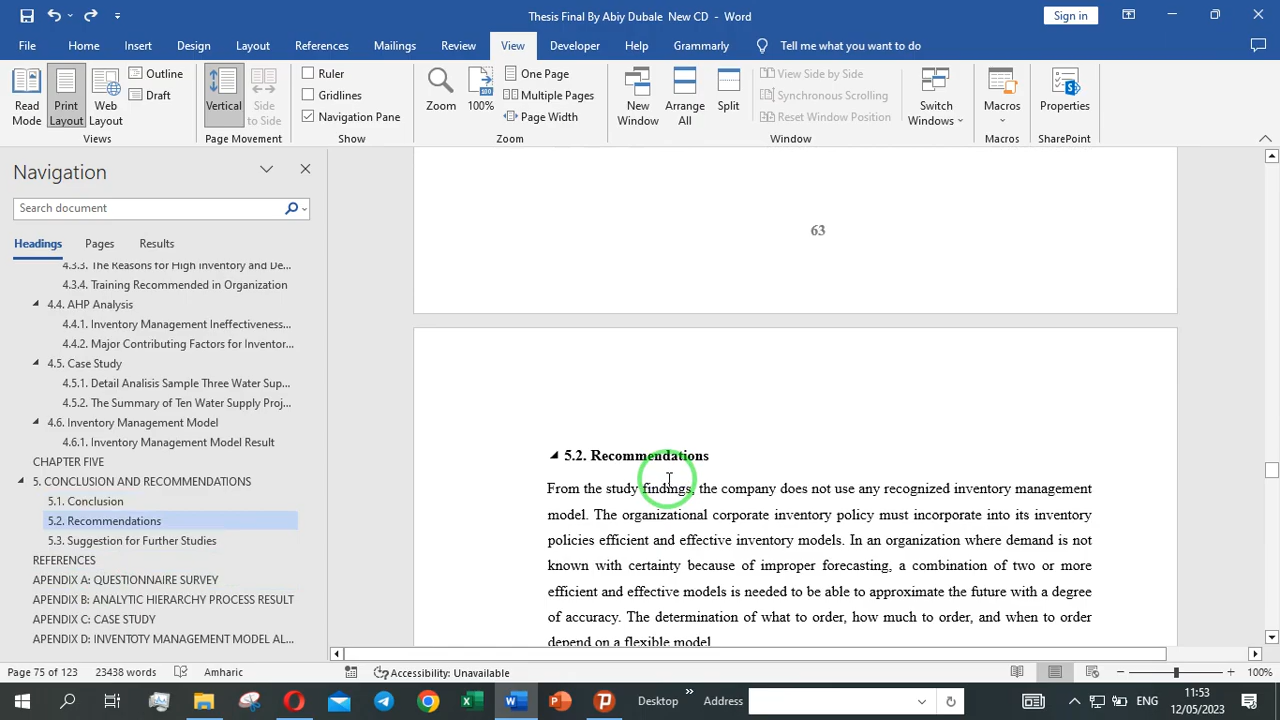 Thesis Final By Abiy Dubale New CD - Word
Sign in
File Home Insert Design Layout References Mailings Review View Developer Help Grammarly Tell me what you want to do
Read Mode
Print Layout
Web Layout
Outline
Draft
Views
Vertical
Side to Side
Page Movement
Ruler
Gridlines
Navigation Pane
Show
Zoom
100%
One Page
Multiple Pages
Page Width
Zoom
New Window
Arrange All
Split
View Side by Side
Synchronous Scrolling
Reset Window Position
Window
Switch Windows
Macros
Macros
Properties
SharePoint
Navigation
Search document
Headings Pages Results
4.3.3. The Reasons for High Inventory and De...
4.3.4. Training Recommended in Organization
4.4. AHP Analysis
4.4.1. Inventory Management Ineffectiveness...
4.4.2. Major Contributing Factors for Inventor...
4.5. Case Study
4.5.1. Detail Analisis Sample Three Water Sup...
4.5.2. The Summary of Ten Water Supply Proj...
4.6. Inventory Management Model
4.6.1. Inventory Management Model Result
CHAPTER FIVE
5. CONCLUSION AND RECOMMENDATIONS
5.1. Conclusion
5.2. Recommendations
5.3. Suggestion for Further Studies
REFERENCES
APENDIX A: QUESTIONNAIRE SURVEY
APENDIX B: ANALYTIC HIERARCHY PROCESS RESULT
APENDIX C: CASE STUDY
APENDIX D: INVENTOTY MANAGEMENT MODEL AL...
63
5.2. Recommendations
From the study findings, the company does not use any recognized inventory management
model. The organizational corporate inventory policy must incorporate into its inventory
policies efficient and effective inventory models. In an organization where demand is not
known with certainty because of improper forecasting, a combination of two or more
efficient and effective models is needed to be able to approximate the future with a degree
of accuracy. The determination of what to order, how much to order, and when to order
depend on a flexible model.
Page 75 of 123 23438 words Amharic Accessibility: Unavailable 100%
Desktop Address
ENG
11:53
12/05/2023